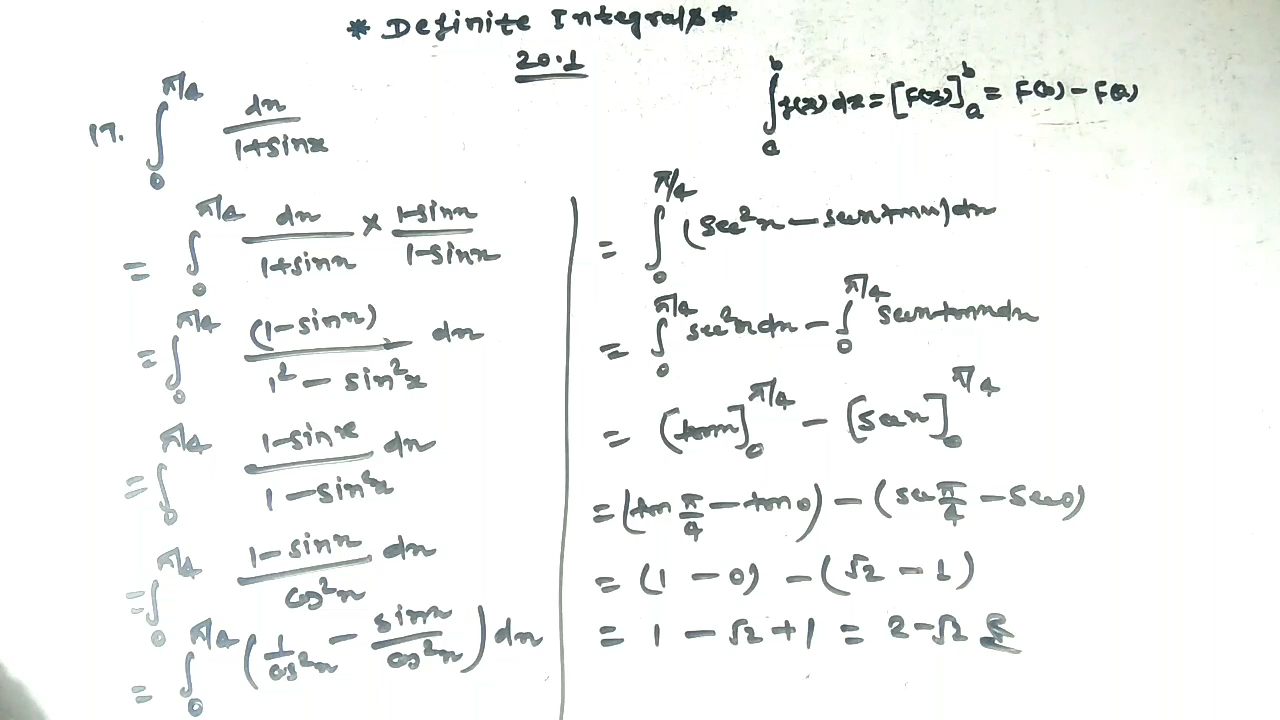 * Definite Integrals *
20.1
∫_a^b f(x) dx = [F(x)]_a^b = F(b) - F(a)
17. ∫_0^{π/4} dx/(1+sinx)
= ∫_0^{π/4} dx/(1+sinx) × (1-sinx)/(1-sinx)
= ∫_0^{π/4} (1-sinx)/(1² - sin²x) dx
= ∫_0^{π/4} (1-sinx)/(1-sin²x) dx
= ∫_0^{π/4} (1-sinx)/cos²x dx
= ∫_0^{π/4} (1/cos²x - sinx/cos²x) dx
= ∫_0^{π/4} (sec²x - secx tanx) dx
= ∫_0^{π/4} sec²x dx - ∫_0^{π/4} secx tanx dx
= [tanx]_0^{π/4} - [secx]_0^{π/4}
= (tan π/4 - tan 0) - (sec π/4 - sec 0)
= (1 - 0) - (√2 - 1)
= 1 - √2 + 1 = 2-√2